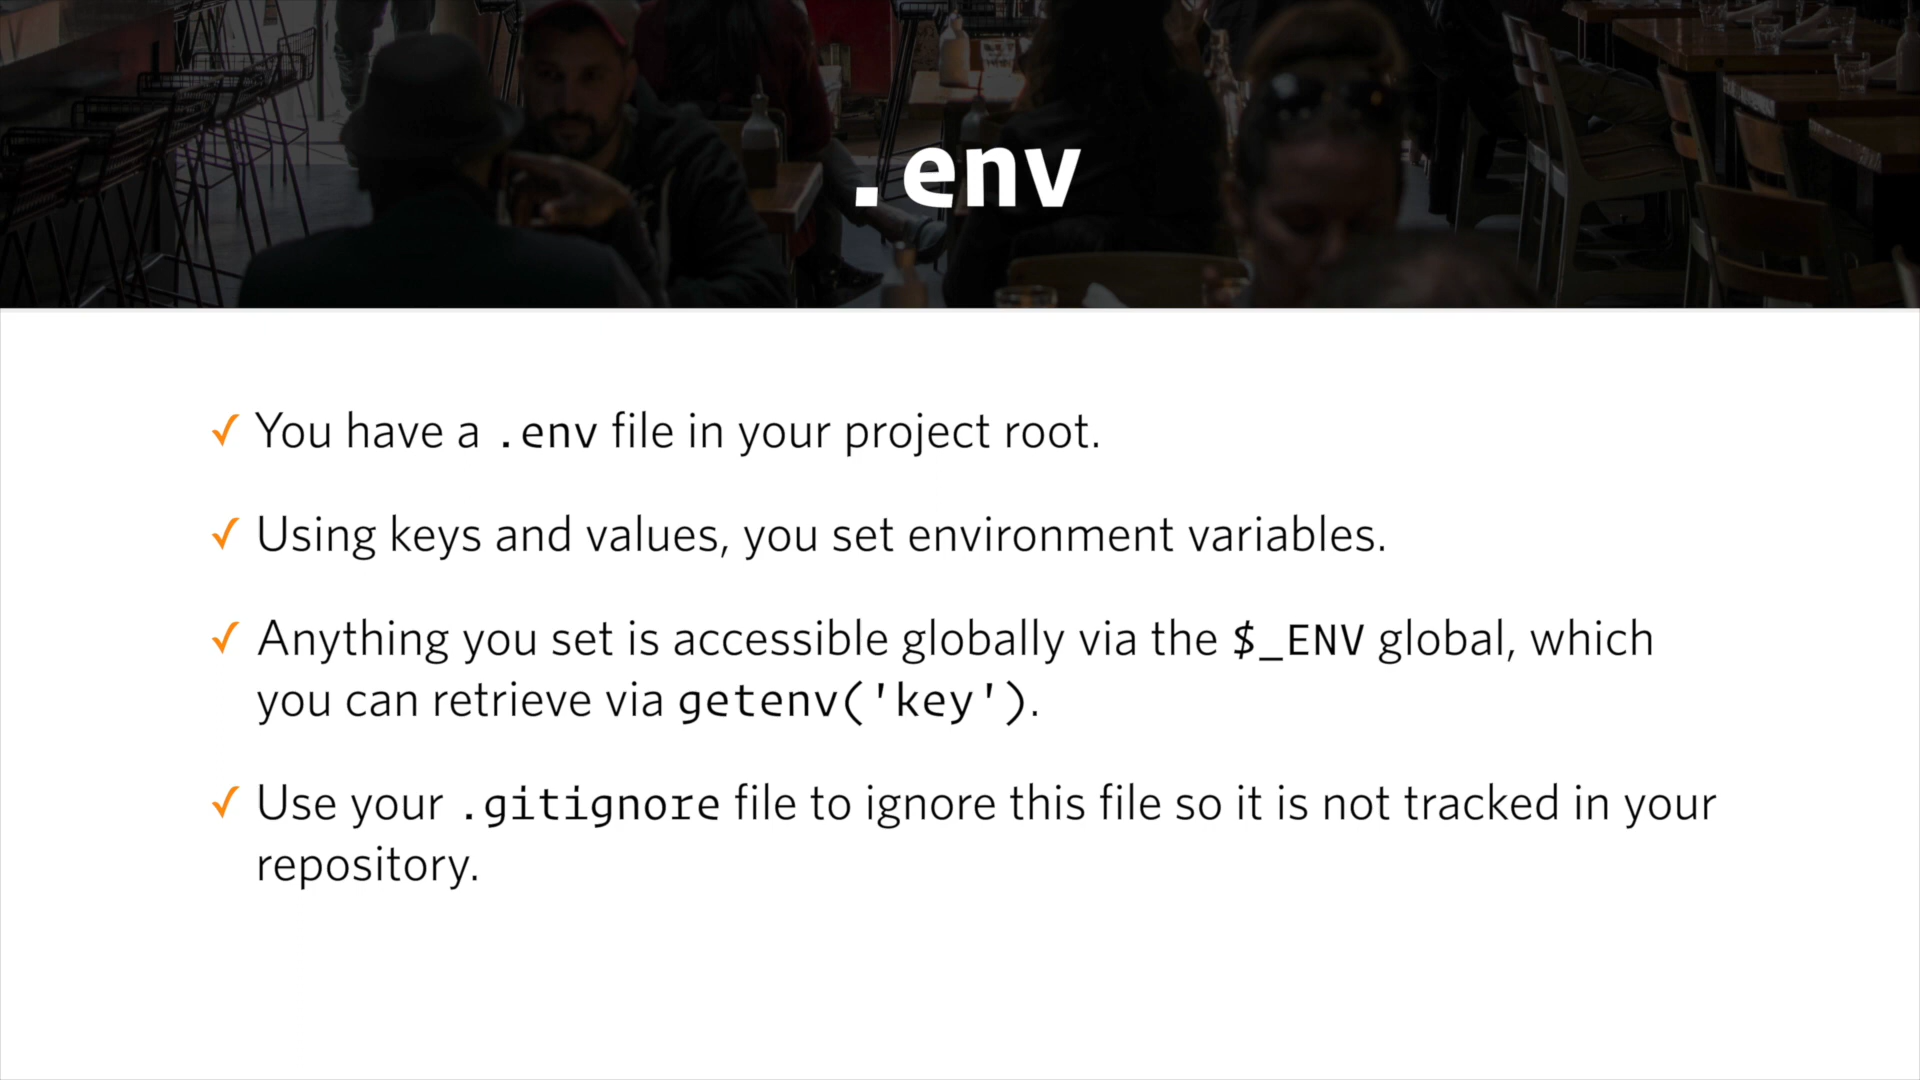 .env
✓ You have a .env file in your project root.
✓ Using keys and values, you set environment variables.
✓ Anything you set is accessible globally via the $_ENV global, which
you can retrieve via getenv('key').
✓ Use your .gitignore file to ignore this file so it is not tracked in your
repository.